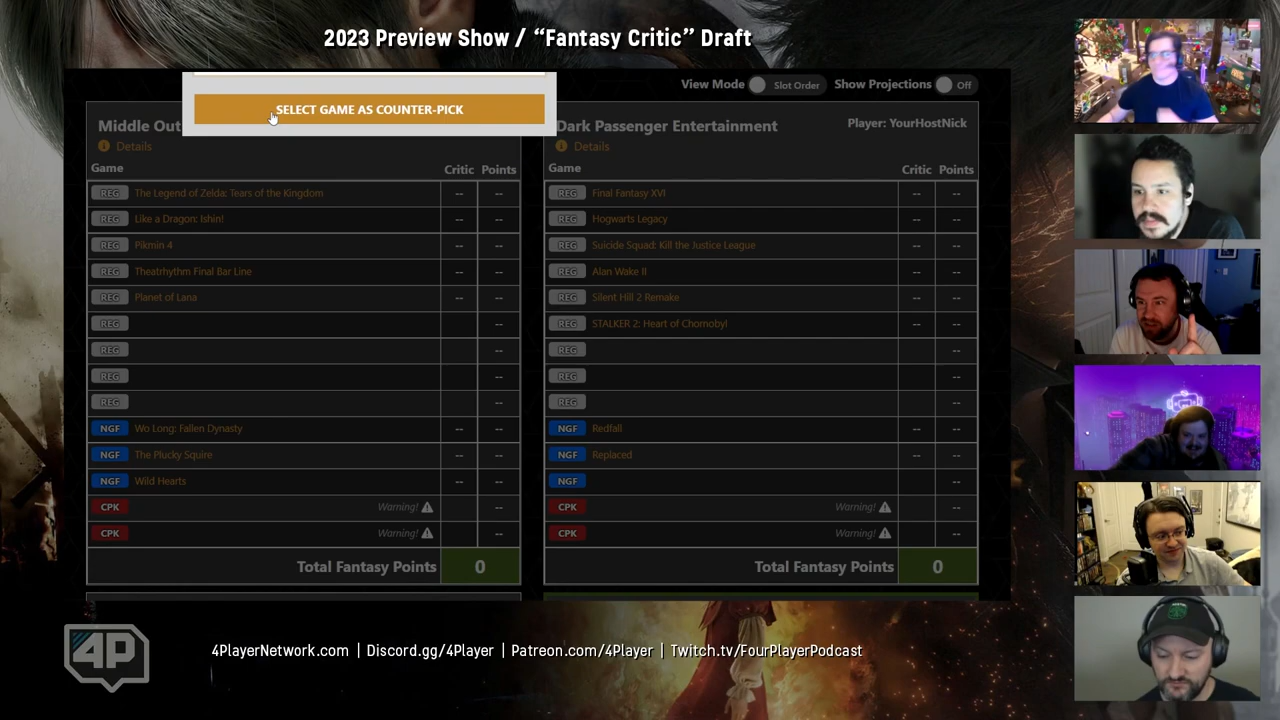 2023 Preview Show / “Fantasy Critic” Draft
SELECT GAME AS COUNTER-PICK
View Mode Slot Order Show Projections Off
Middle Out
Details
Game Critic Points
REG The Legend of Zelda: Tears of the Kingdom -- --
REG Like a Dragon: Ishin! -- --
REG Pikmin 4 -- --
REG Theatrhythm Final Bar Line -- --
REG Planet of Lana -- --
REG --
REG --
REG --
REG --
NGF Wo Long: Fallen Dynasty -- --
NGF The Plucky Squire -- --
NGF Wild Hearts -- --
CPK Warning! --
CPK Warning! --
Total Fantasy Points 0
Dark Passenger Entertainment Player: YourHostNick
Details
Game Critic Points
REG Final Fantasy XVI -- --
REG Hogwarts Legacy -- --
REG Suicide Squad: Kill the Justice League -- --
REG Alan Wake II -- --
REG Silent Hill 2 Remake -- --
REG STALKER 2: Heart of Chornobyl -- --
REG --
REG --
REG --
NGF Redfall -- --
NGF Replaced -- --
NGF --
CPK Warning! --
CPK Warning! --
Total Fantasy Points 0
4P
4PlayerNetwork.com | Discord.gg/4Player | Patreon.com/4Player | Twitch.tv/FourPlayerPodcast